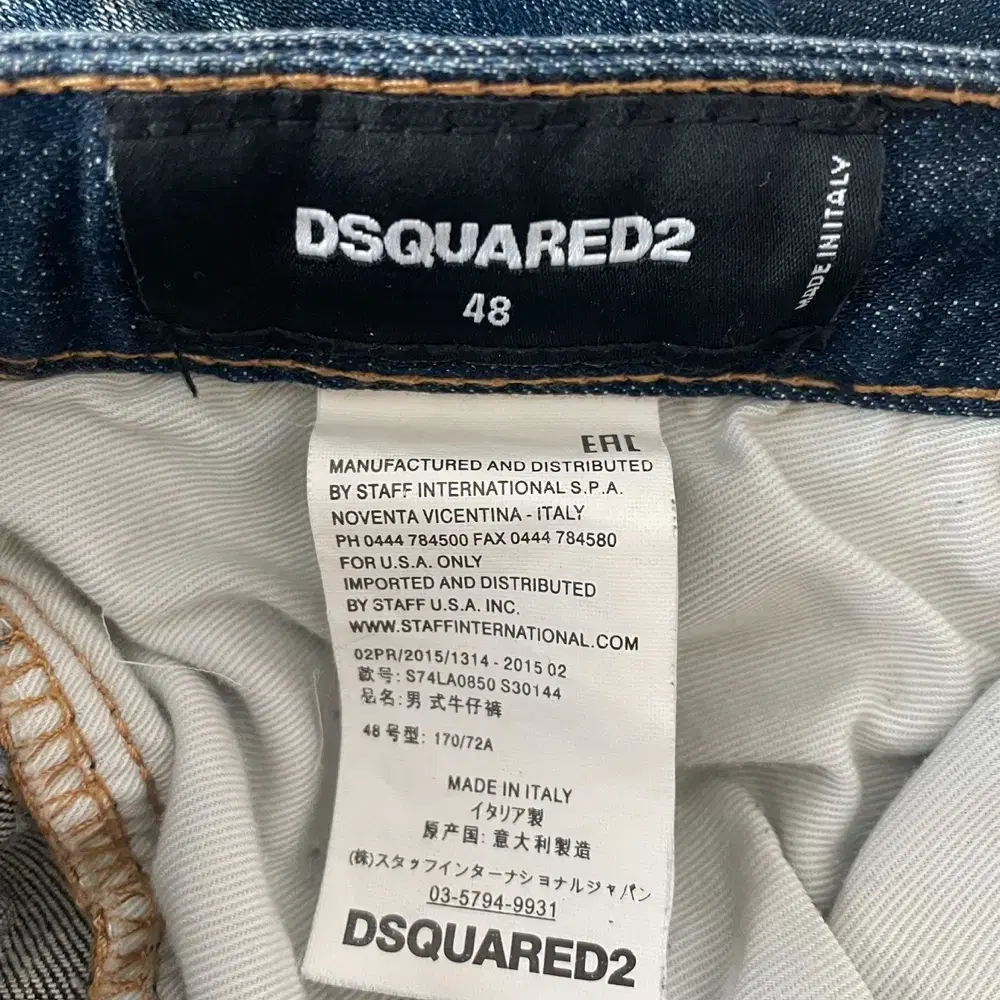 DSQUARED2
48
MADE IN ITALY
EAC
MANUFACTURED AND DISTRIBUTED
BY STAFF INTERNATIONAL S.P.A.
NOVENTA VICENTINA - ITALY
PH 0444 784500 FAX 0444 784580
FOR U.S.A. ONLY
IMPORTED AND DISTRIBUTED
BY STAFF U.S.A. INC.
WWW.STAFFINTERNATIONAL.COM
02PR/2015/1314 - 2015 02
款号: S74LA0850 S30144
品名: 男 式牛仔裤
48 号型: 170/72A
MADE IN ITALY
イタリア製
原产国: 意大利製造
(株)スタッフインターナショナルジャパン
03-5794-9931
DSQUARED2